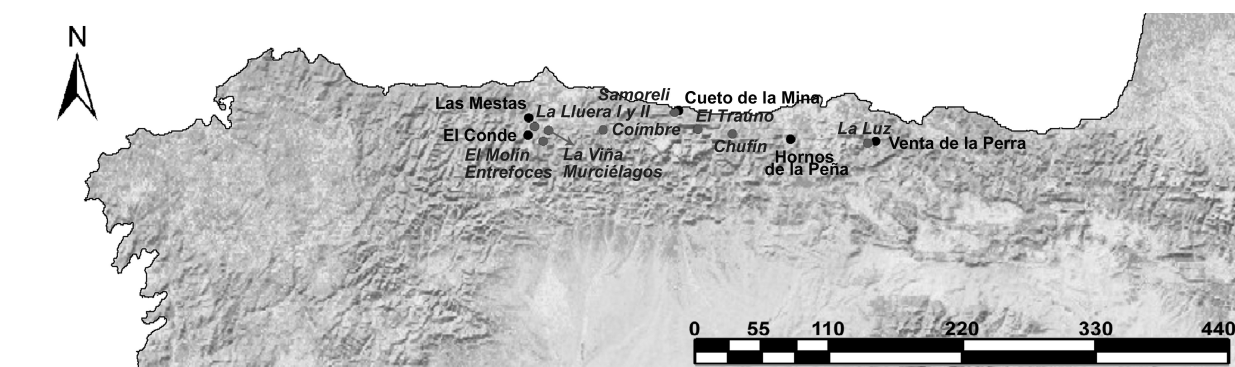 N
Samoreli
Cueto de la Mina
Las Mestas
La Lluera I y II
El Traúno
El Conde
Coímbre
La Luz
Chufín
Venta de la Perra
El Molín
Entrefoces
La Viña
Murciélagos
Hornos
de la Peña
0 55 110 220 330 440